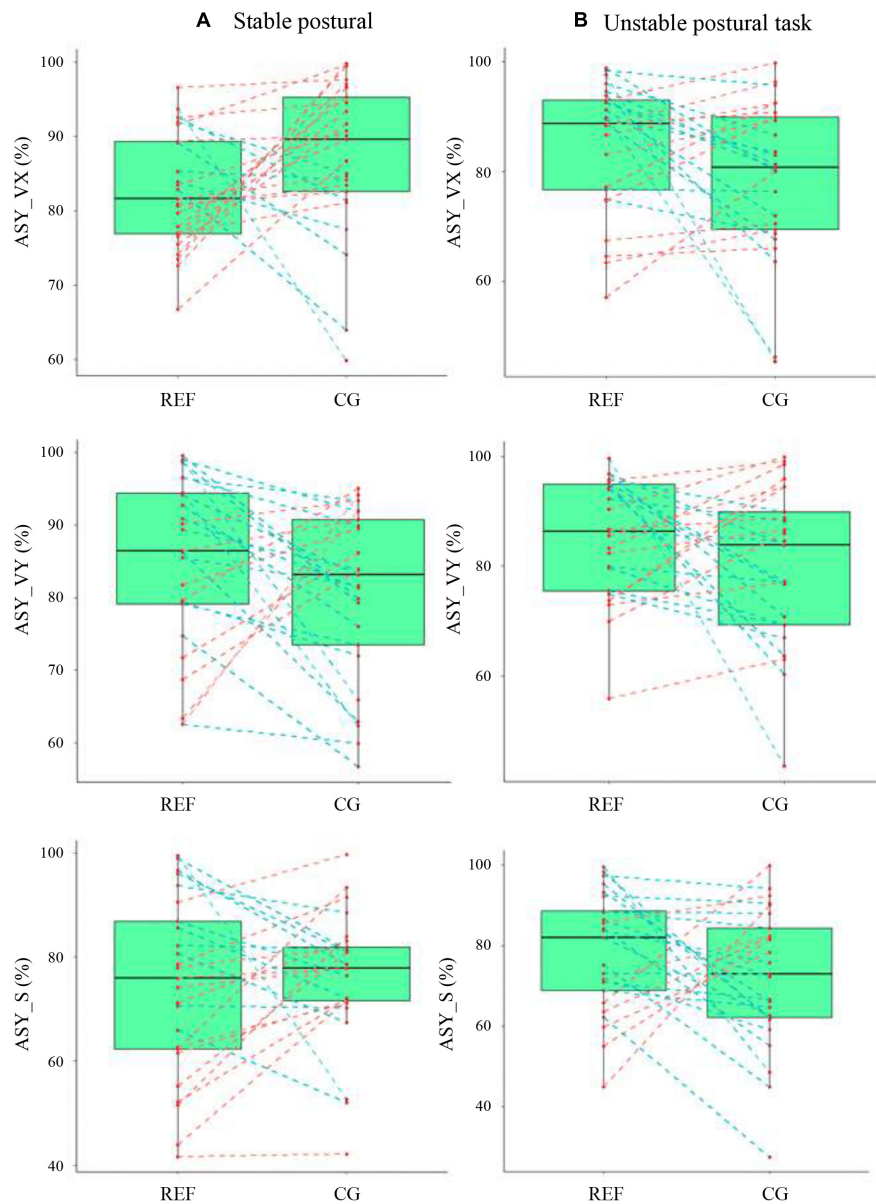 A Stable postural
B Unstable postural task
100
90
80
70
60
ASY_VX (%)
REF CG
100
80
60
ASY_VX (%)
REF CG
100
90
80
70
60
ASY_VY (%)
REF CG
100
80
60
ASY_VY (%)
REF CG
100
80
60
40
ASY_S (%)
REF CG
100
80
60
40
ASY_S (%)
REF CG